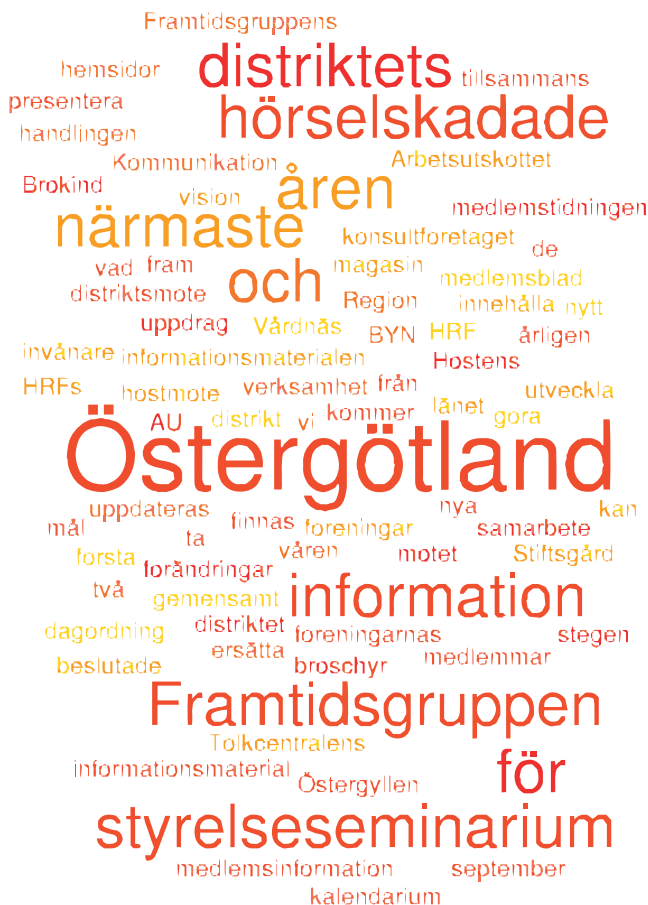 Framtidsgruppens
distriktets
hemsidor
tillsammans
presentera
hörselskadade
handlingen
Kommunikation
Arbetsutskottet
Brokind
vision
åren
medlemstidningen
närmaste
konsultforetaget
de
vad fram
och
magasin
medlemsblad
distriktsmote
Region
innehålla nytt
uppdrag
Vårdnäs
BYN HRF
årligen
invånare informationsmaterialen
Hostens
HRFs
hostmote
verksamhet från
utveckla
AU
distrikt
vi
kommer
lånet
gora
Östergötland
uppdateras
nya
kan
mål
ta
finnas
foreningar
samarbete
forsta
forändringar
våren
motet
Stiftsgård
två
gemensamt
information
dagordning
distriktet
foreningarnas
stegen
beslutade
ersätta
broschyr
medlemmar
Framtidsgruppen
Tolkcentralens
informationsmaterial
Östergyllen
för
styrelseseminarium
medlemsinformation
september
kalendarium